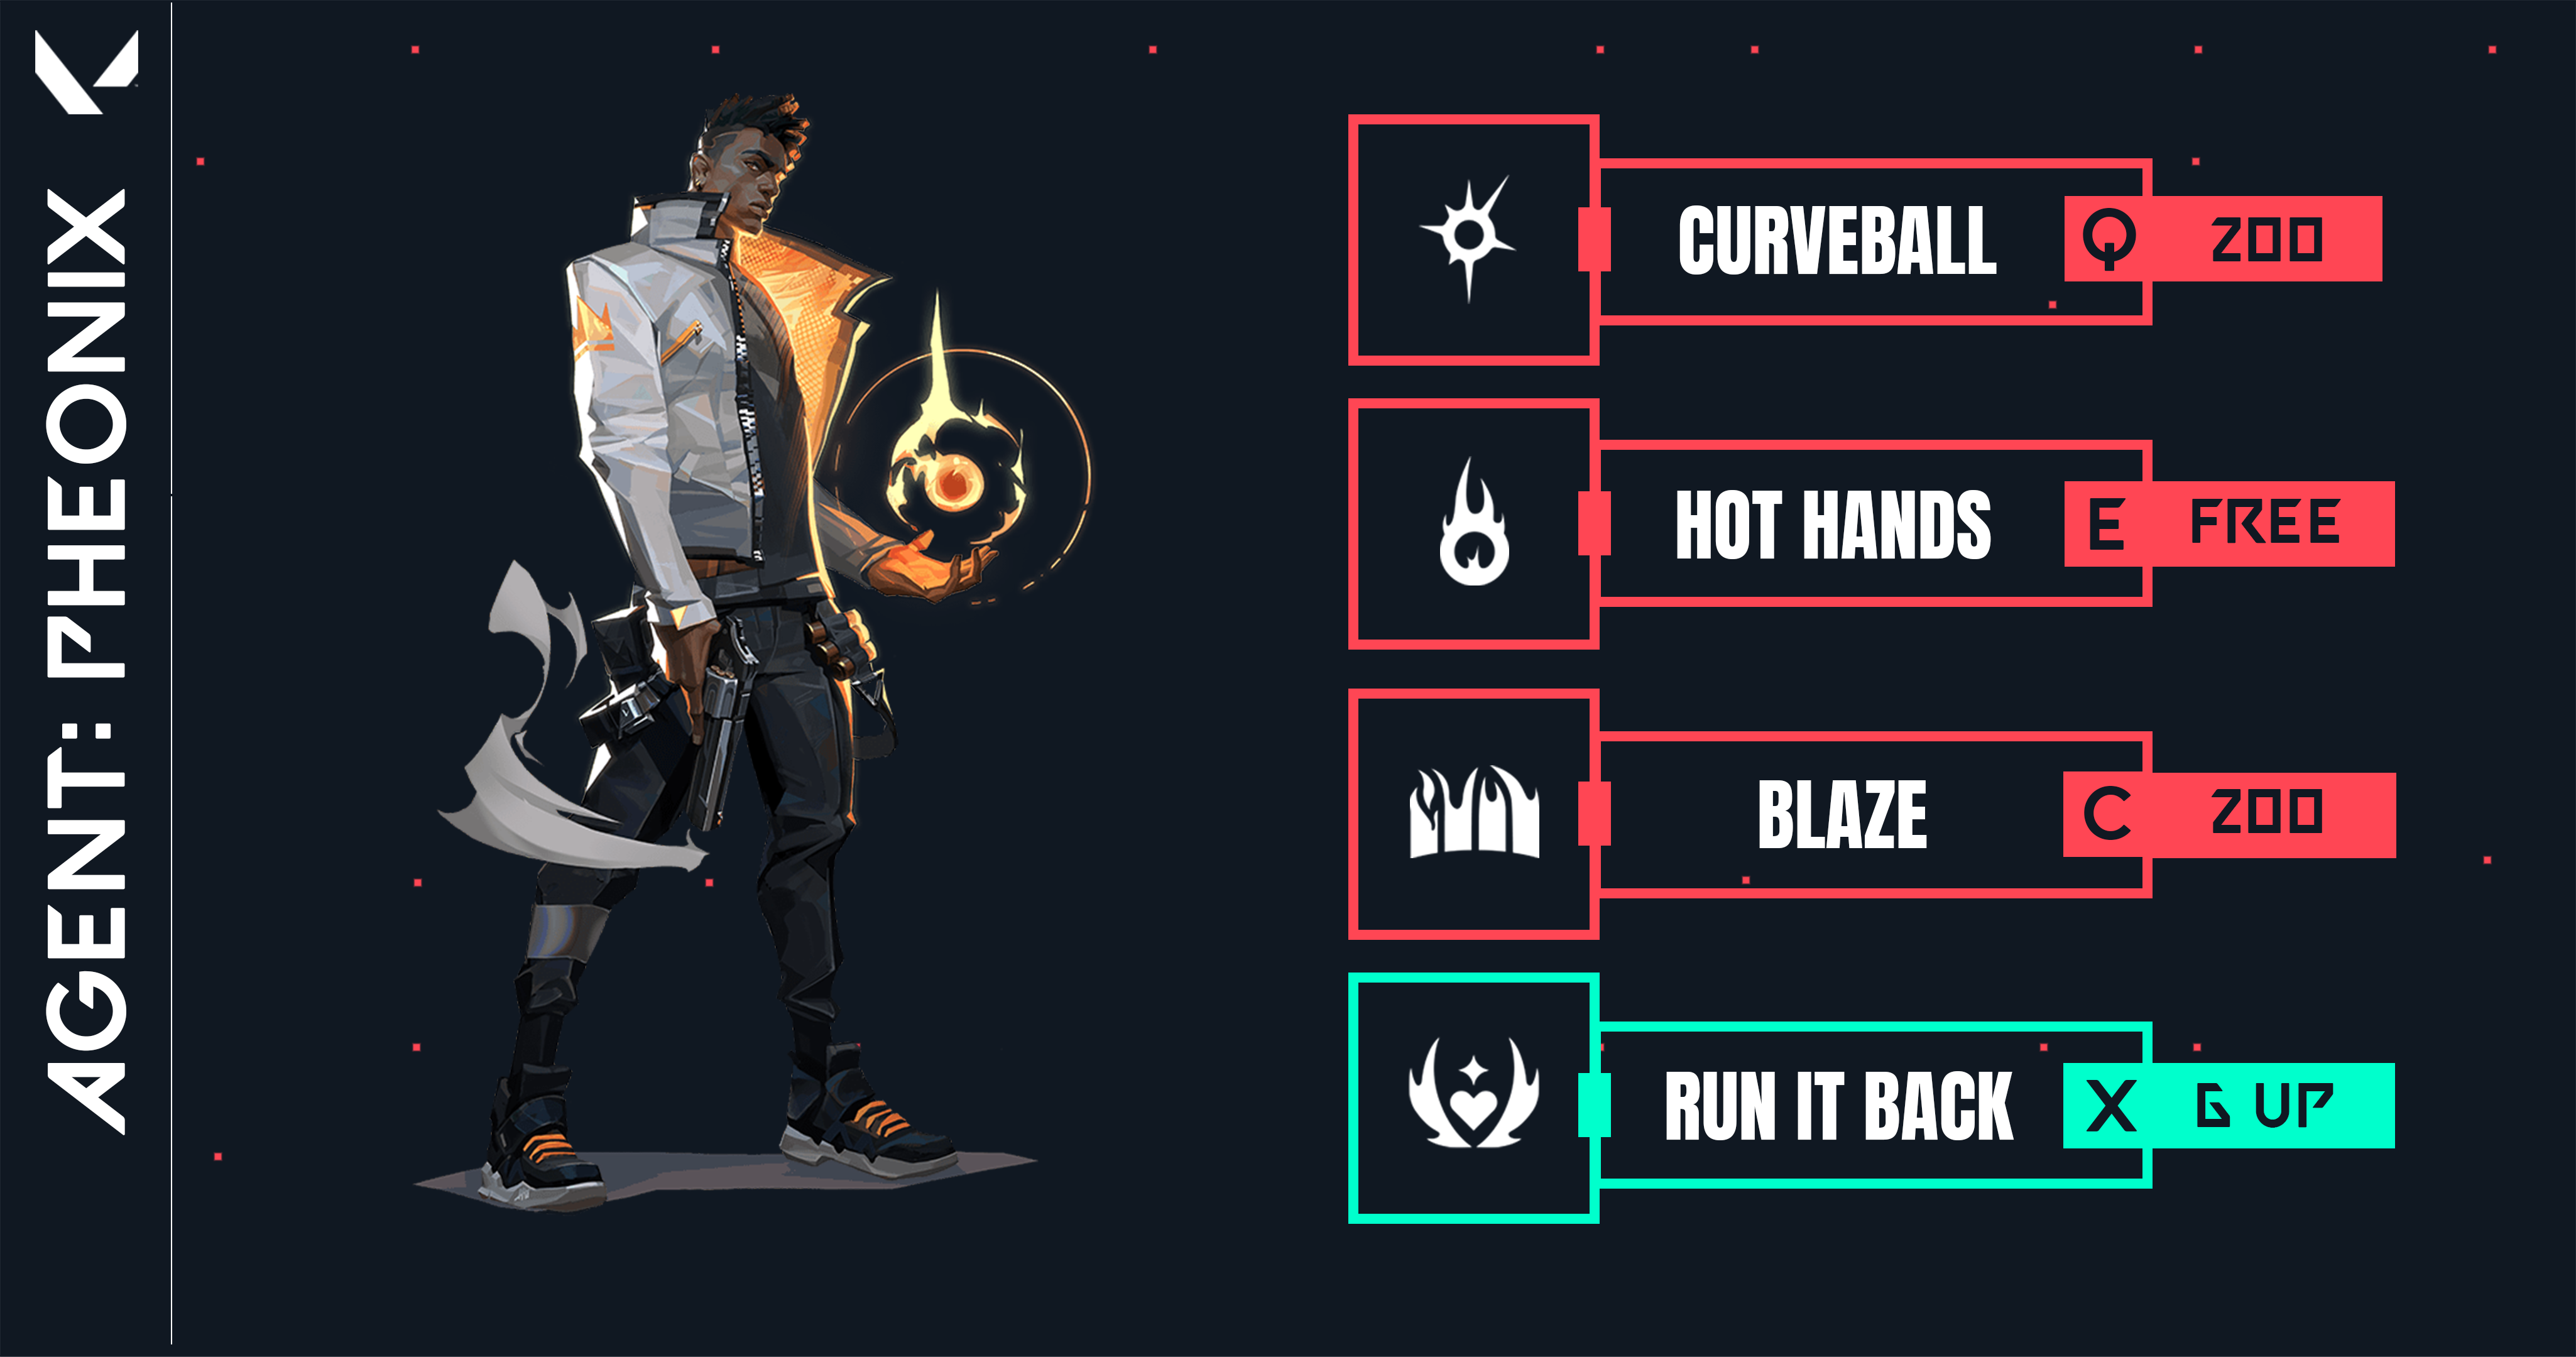 AGENT: PHEONIX
CURVEBALL Q 200
HOT HANDS E FREE
BLAZE C 200
RUN IT BACK X 6 UP